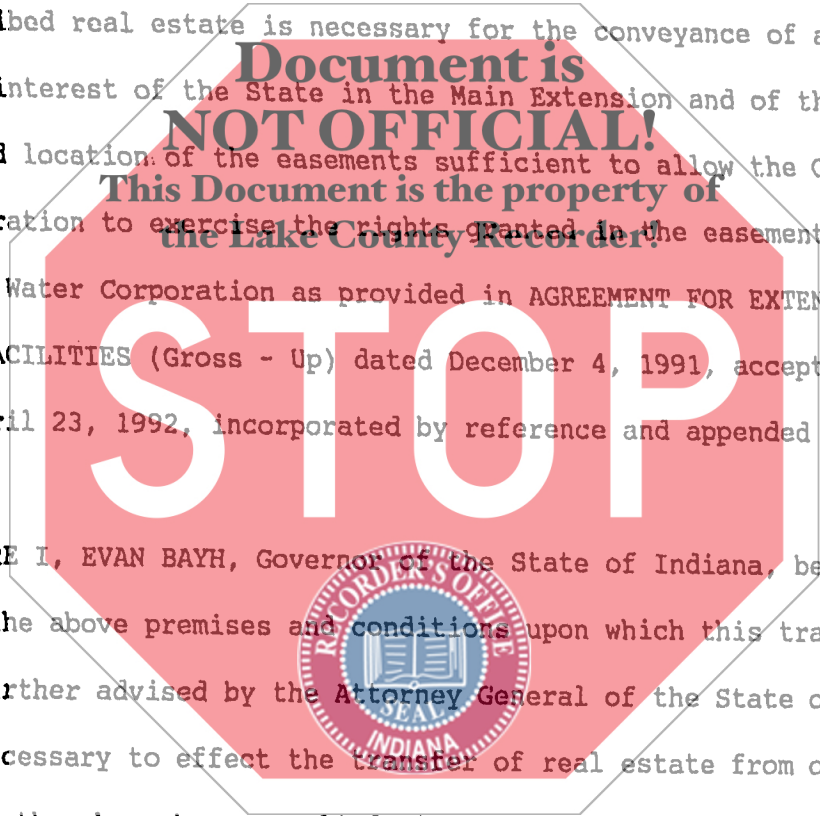 ibed real estate is necessary for the conveyance of a
Document is
interest of the State in the Main Extension and of th
NOT OFFICIAL!
d location of the easements sufficient to allow the C
This Document is the property of
ration to exercise the rights granted in the easement
the Lake County Recorder!
Water Corporation as provided in AGREEMENT FOR EXTEN
ACILITIES (Gross - Up) dated December 4, 1991, accept
ril 23, 1992, incorporated by reference and appended
STOP
RE I, EVAN BAYH, Governor of the State of Indiana, be
RECORDER'S OFFICE
he above premises and conditions upon which this tra
rther advised by the Attorney General of the State o
SEAL
INDIANA
cessary to effect the transfer of real estate from o